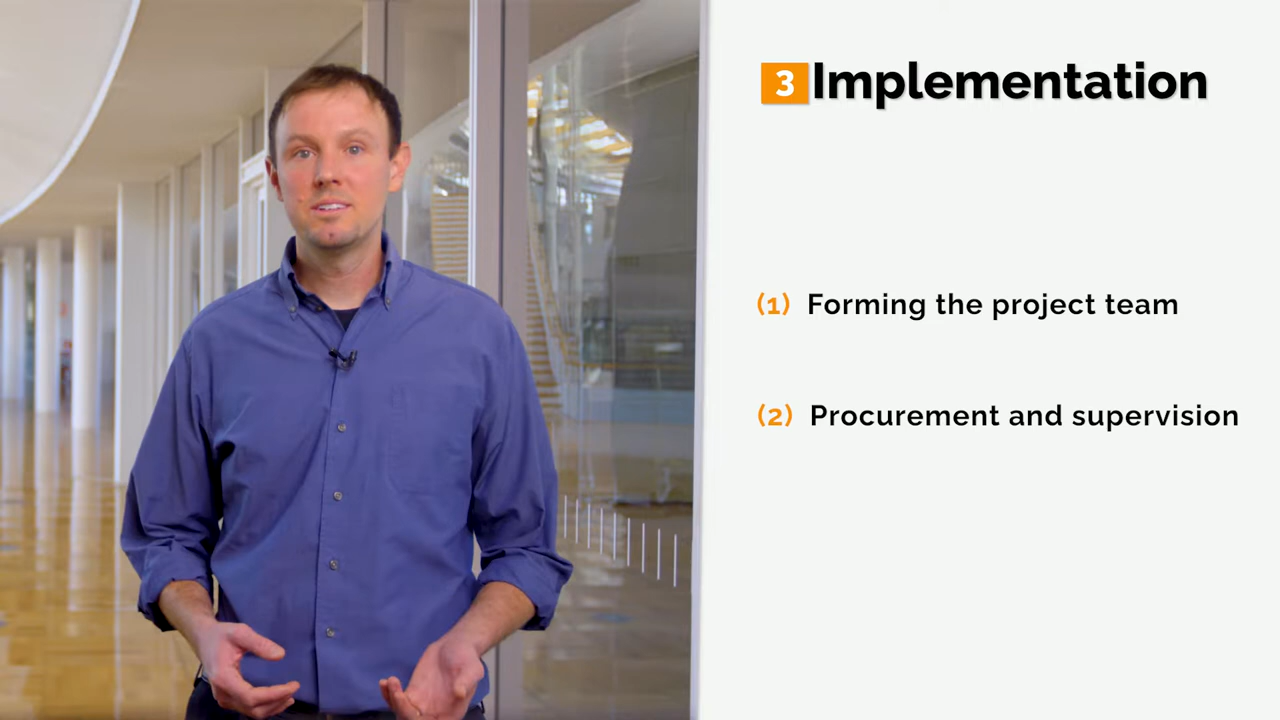 3 Implementation
(1) Forming the project team
(2) Procurement and supervision